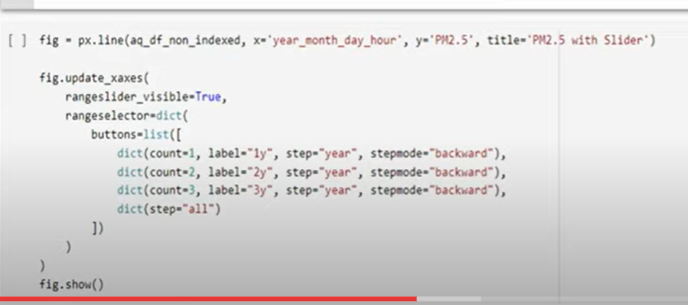 [ ] fig = px.line(aq_df_non_indexed, x='year_month_day_hour', y='PM2.5', title='PM2.5 with Slider')
fig.update_xaxes(
rangeslider_visible=True,
rangeselector=dict(
buttons=list([
dict(count=1, label="1y", step="year", stepmode="backward"),
dict(count=2, label="2y", step="year", stepmode="backward"),
dict(count=3, label="3y", step="year", stepmode="backward"),
dict(step="all")
])
)
)
fig.show()